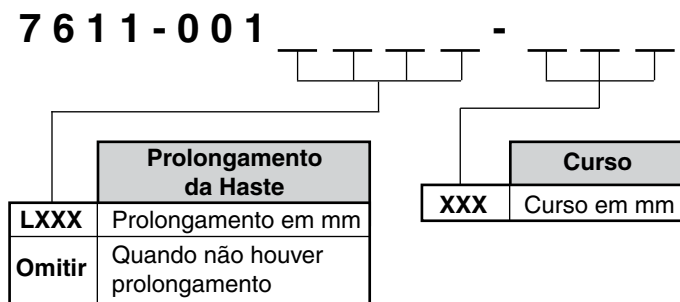 7611-001 _ _ _ _ - _ _ _
Prolongamento
da Haste
LXXX Prolongamento em mm
Omitir Quando não houver
prolongamento
Curso
XXX Curso em mm